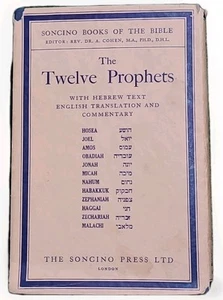 SONCINO BOOKS OF THE BIBLE
EDITOR: REV. DR. A. COHEN, M.A., PH.D., D.H.L.
The
Twelve Prophets
WITH HEBREW TEXT
ENGLISH TRANSLATION AND
COMMENTARY
HOSEA הושע
JOEL יואל
AMOS עמוס
OBADIAH עובדיה
JONAH יונה
MICAH מיכה
NAHUM נחום
HABAKKUK חבקוק
ZEPHANIAH צפניה
HAGGAI חגי
ZECHARIAH זכריה
MALACHI מלאכי
THE SONCINO PRESS LTD
LONDON